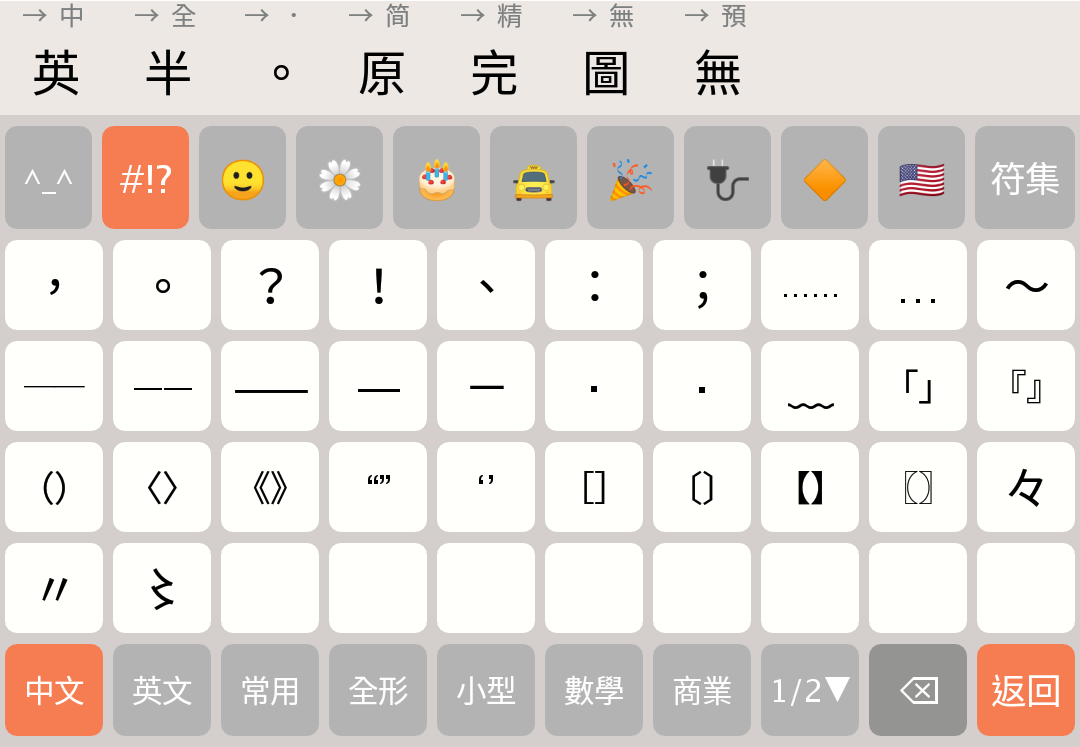 → 中 → 全 → · → 简 → 精 → 無 → 預
英 半 。 原 完 圖 無
^_^ #!? 🙂 🌼 🎂 🚖 🎉 🔌 🔶 🇺🇸 符集
， 。 ？ ！ 、 ： ； …… … ～
── —— ⸺ — – · ‧ ﹏ 「」 『』
（） 〈〉 《》 “” ‘’ ［］ 〔〕 【】 〖〗 々
〃 〻
中文 英文 常用 全形 小型 數學 商業 1/2▼ ⌫ 返回